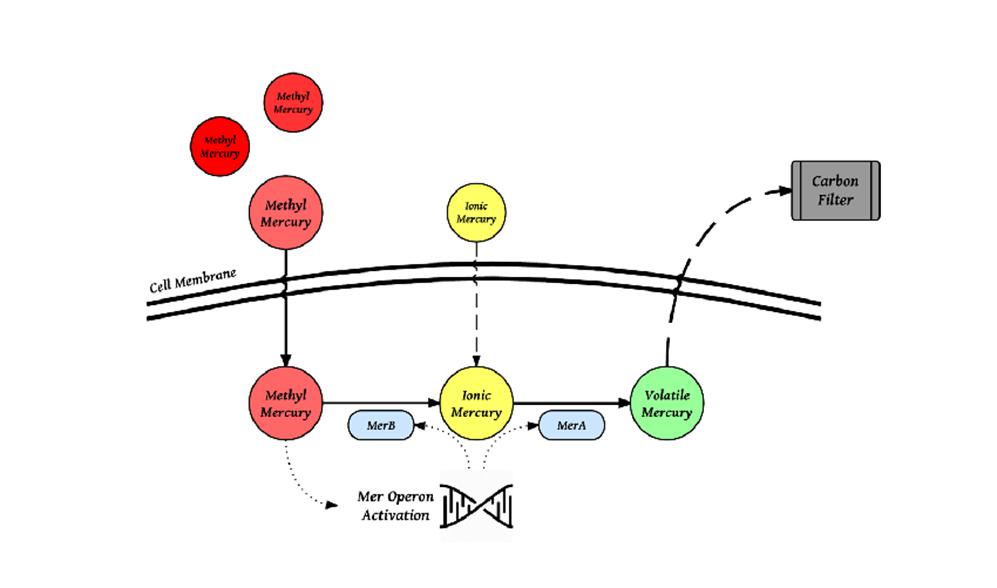 Methyl
Mercury
Methyl
Mercury
Methyl
Mercury
Ionic
Mercury
Carbon
Filter
Cell Membrane
Methyl
Mercury
Ionic
Mercury
Volatile
Mercury
MerB
MerA
Mer Operon
Activation